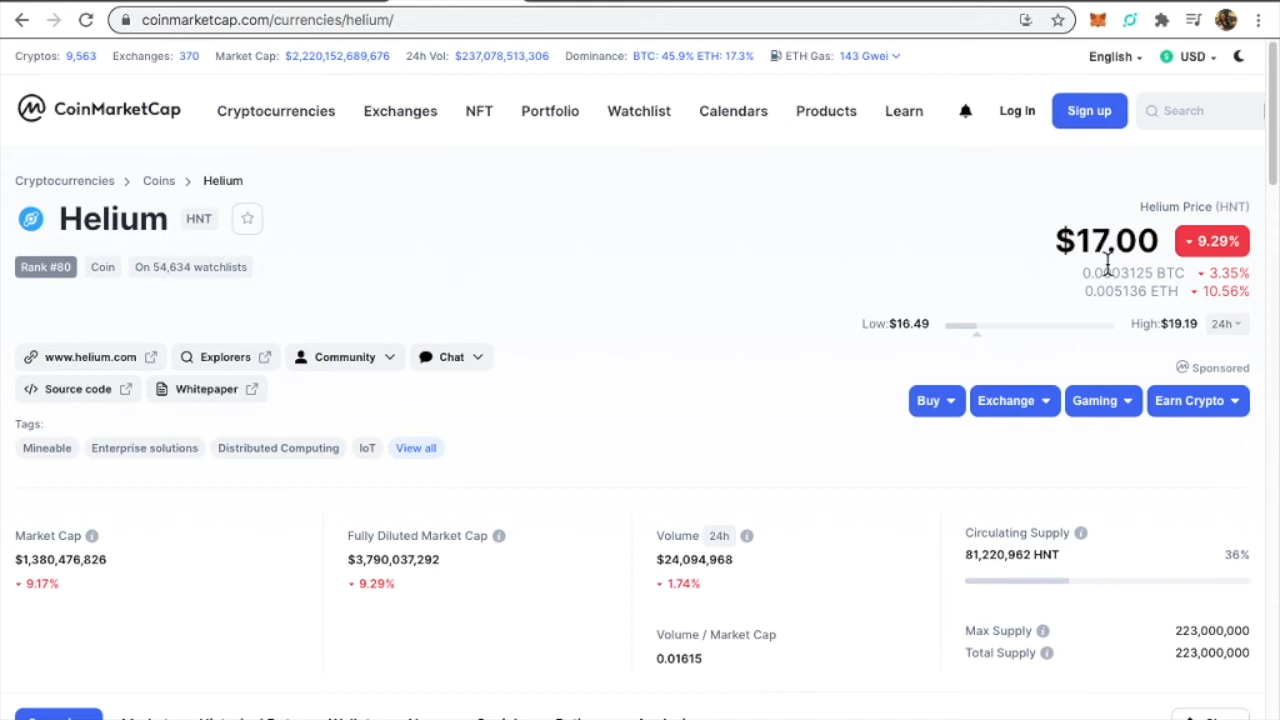 coinmarketcap.com/currencies/helium/
Cryptos: 9,563 Exchanges: 370 Market Cap: $2,220,152,689,676 24h Vol: $237,078,513,306 Dominance: BTC: 45.9% ETH: 17.3% ETH Gas: 143 Gwei English USD
CoinMarketCap Cryptocurrencies Exchanges NFT Portfolio Watchlist Calendars Products Learn Log In Sign up Search
Cryptocurrencies > Coins > Helium
Helium HNT
Rank #80 Coin On 54,634 watchlists
Helium Price (HNT)
$17.00 9.29%
0.0003125 BTC 3.35%
0.005136 ETH 10.56%
Low:$16.49 High:$19.19 24h
www.helium.com Explorers Community Chat
Source code Whitepaper
Sponsored
Buy Exchange Gaming Earn Crypto
Tags:
Mineable Enterprise solutions Distributed Computing IoT View all
Market Cap
$1,380,476,826
9.17%
Fully Diluted Market Cap
$3,790,037,292
9.29%
Volume 24h
$24,094,968
1.74%
Volume / Market Cap
0.01615
Circulating Supply
81,220,962 HNT 36%
Max Supply 223,000,000
Total Supply 223,000,000